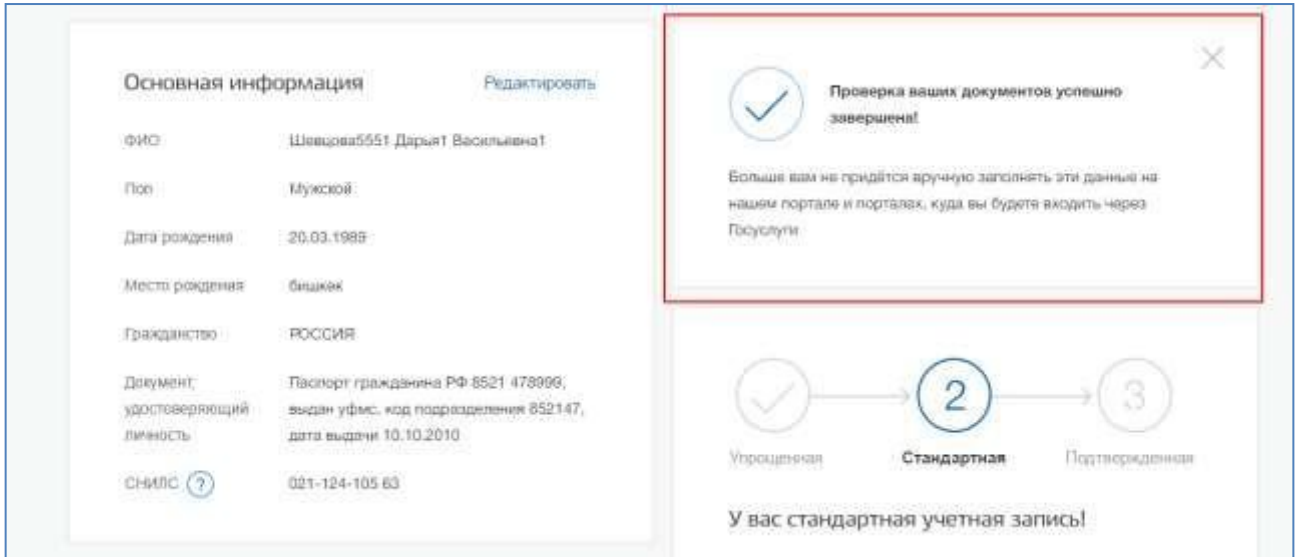 Основная информация
Редактировать
ФИО
Шевцова5551 Дарья1 Васильевна1
Пол
Мужской
Дата рождения
20.03.1989
Место рождения
бишкек
Гражданство
РОССИЯ
Документ,
удостоверяющий
личность
Паспорт гражданина РФ 8521 478999,
выдан уфмс, код подразделения 852147,
дата выдачи 10.10.2010
СНИЛС ?
021-124-105 63
Проверка ваших документов успешно
завершена!
Больше вам не придётся вручную заполнять эти данные на
нашем портале и порталах, куда вы будете входить через
Госуслуги
2
3
Упрощенная
Стандартная
Подтвержденная
У вас стандартная учетная запись!